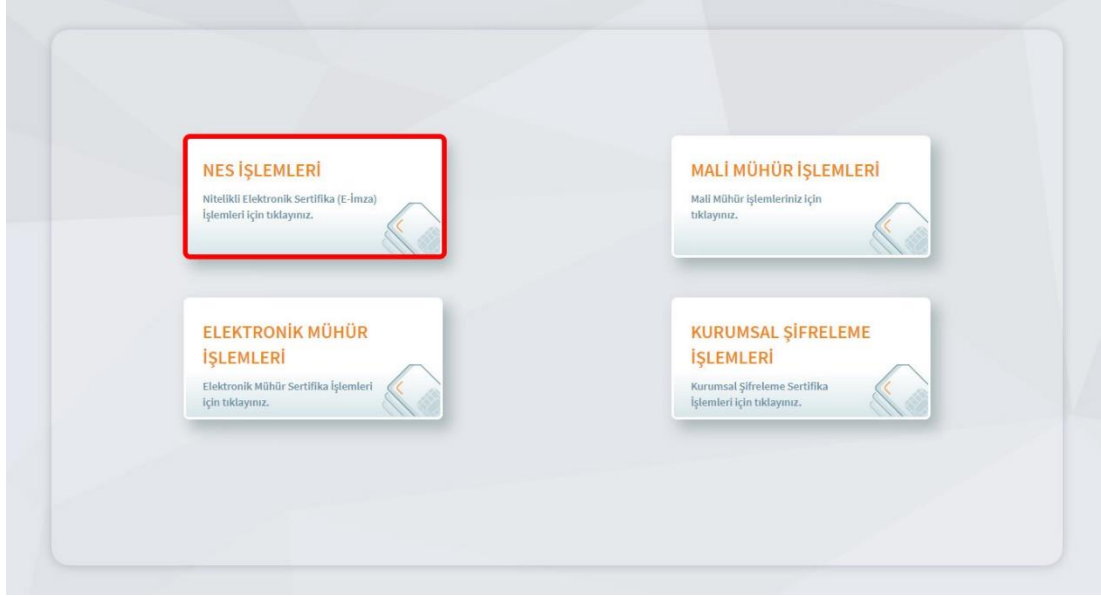 NES İŞLEMLERİ
Nitelikli Elektronik Sertifika (E-İmza)
İşlemleri için tıklayınız.
MALİ MÜHÜR İŞLEMLERİ
Mali Mühür işlemleriniz için
tıklayınız.
ELEKTRONİK MÜHÜR
İŞLEMLERİ
Elektronik Mühür Sertifika İşlemleri
için tıklayınız.
KURUMSAL ŞİFRELEME
İŞLEMLERİ
Kurumsal Şifreleme Sertifika
İşlemleri için tıklayınız.